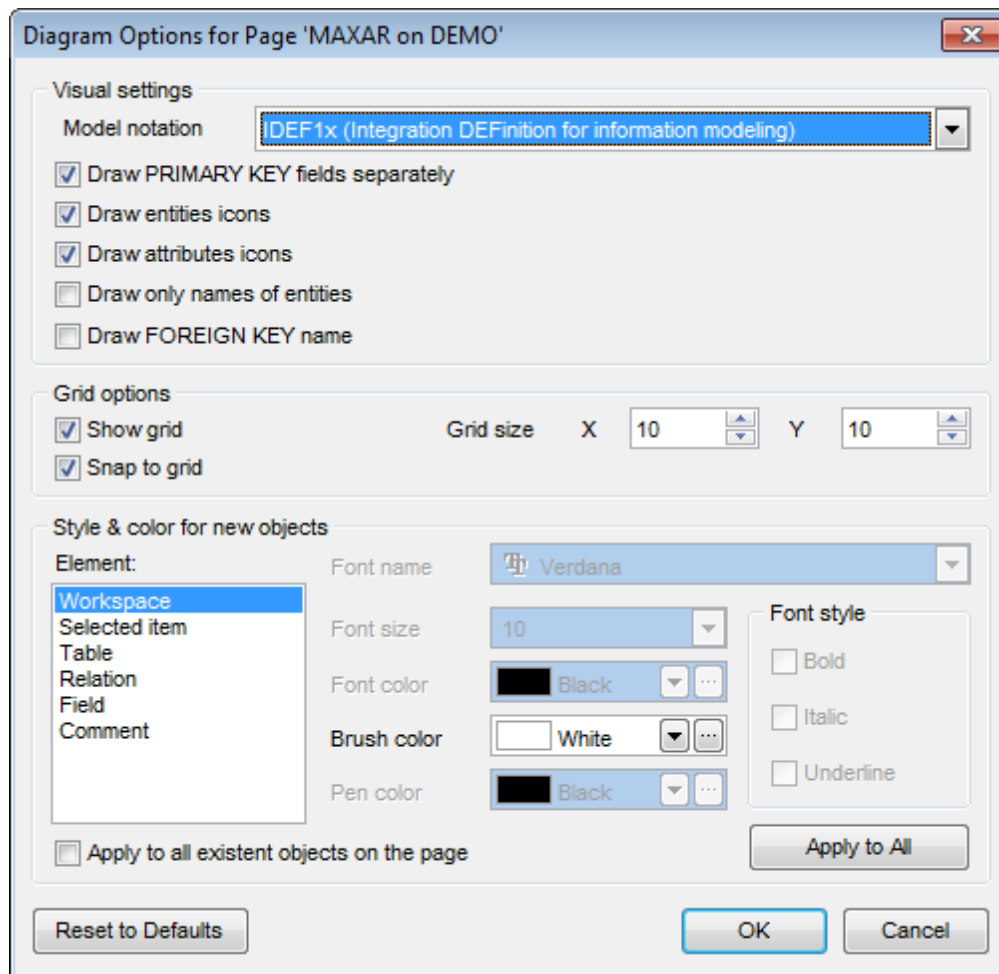 Diagram Options for Page 'MAXAR on DEMO'
Visual settings
Model notation IDEF1x (Integration DEFinition for information modeling)
Draw PRIMARY KEY fields separately
Draw entities icons
Draw attributes icons
Draw only names of entities
Draw FOREIGN KEY name
Grid options
Show grid Grid size X 10 Y 10
Snap to grid
Style & color for new objects
Element: Font name Verdana
Workspace
Selected item Font size 10 Font style
Table
Relation Font color Black Bold
Field
Comment Brush color White Italic
Pen color Black Underline
Apply to all existent objects on the page Apply to All
Reset to Defaults OK Cancel